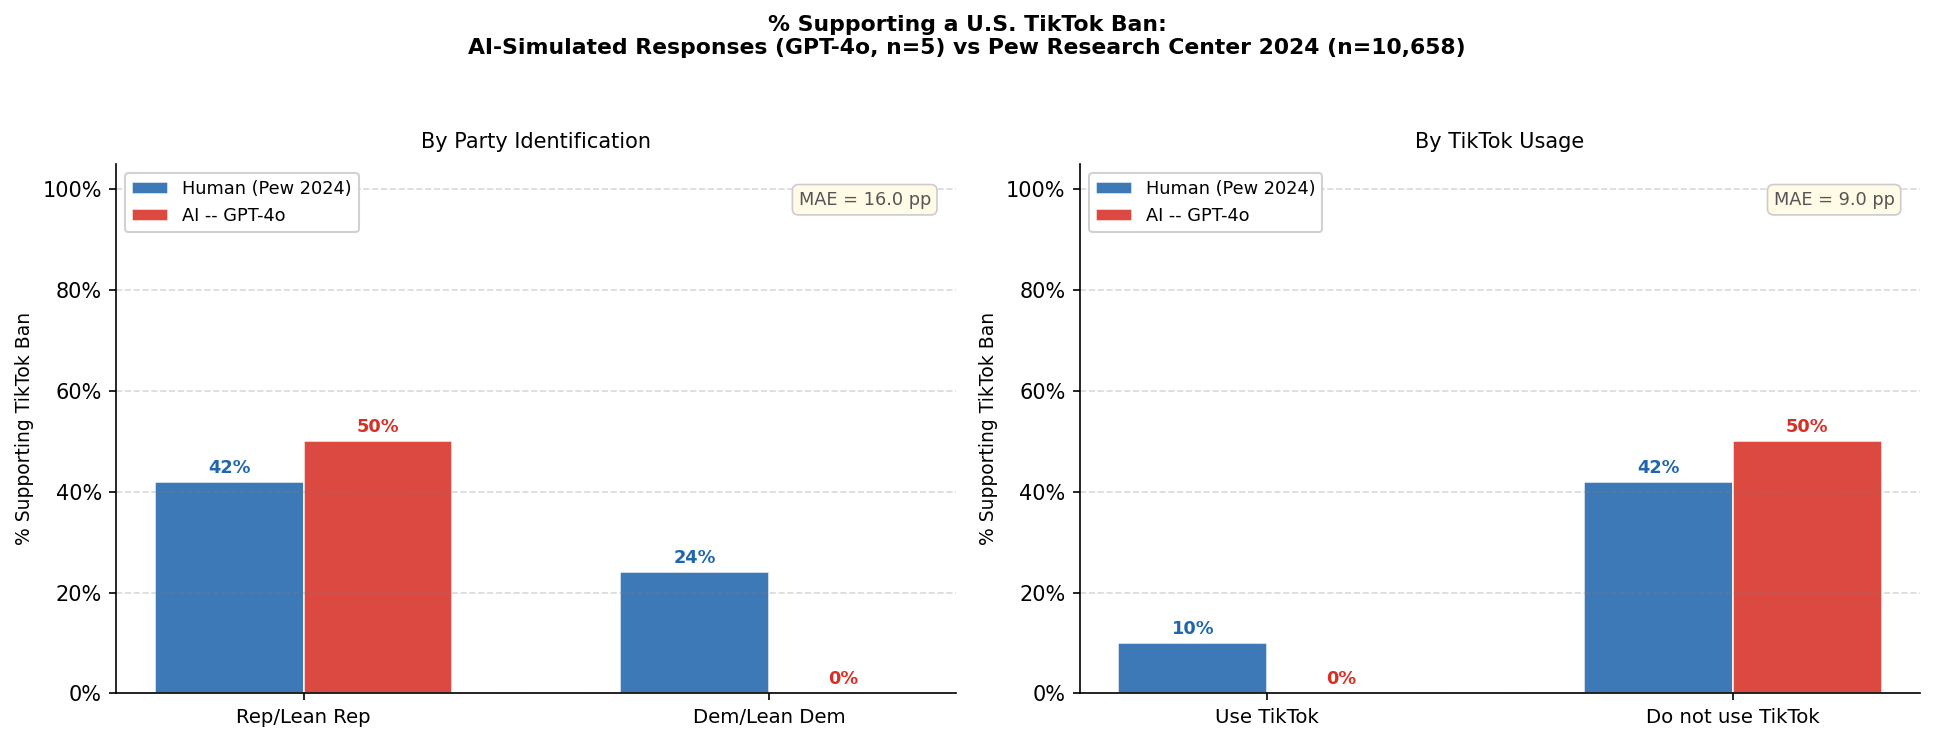 % Supporting a U.S. TikTok Ban:
AI-Simulated Responses (GPT-4o, n=5) vs Pew Research Center 2024 (n=10,658)
By Party Identification
Human (Pew 2024)
AI -- GPT-4o
MAE = 16.0 pp
% Supporting TikTok Ban
100%
80%
60%
40%
20%
0%
42%
50%
24%
0%
Rep/Lean Rep
Dem/Lean Dem
By TikTok Usage
Human (Pew 2024)
AI -- GPT-4o
MAE = 9.0 pp
% Supporting TikTok Ban
100%
80%
60%
40%
20%
0%
10%
0%
42%
50%
Use TikTok
Do not use TikTok